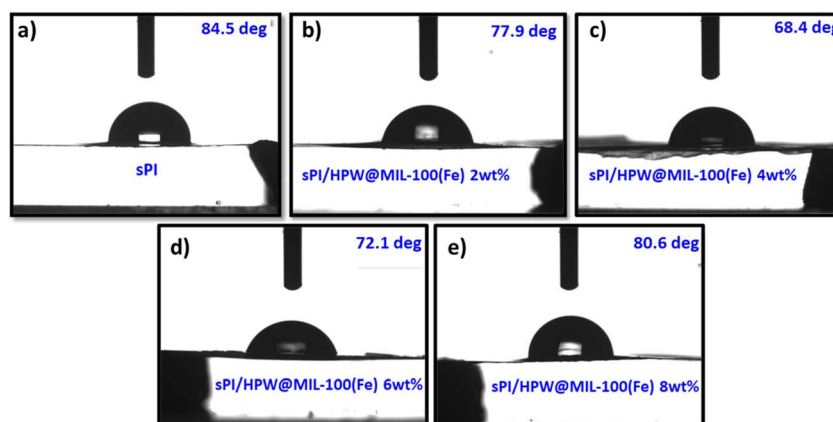 a)
84.5 deg
sPI
b)
77.9 deg
sPI/HPW@MIL-100(Fe) 2wt%
c)
68.4 deg
sPI/HPW@MIL-100(Fe) 4wt%
d)
72.1 deg
sPI/HPW@MIL-100(Fe) 6wt%
e)
80.6 deg
sPI/HPW@MIL-100(Fe) 8wt%